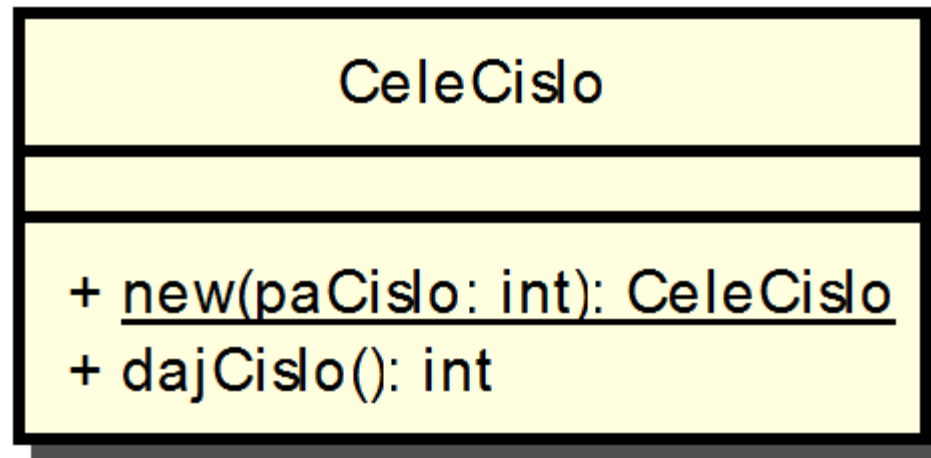 CeleCislo
+ new(paCislo: int): CeleCislo
+ dajCislo(): int